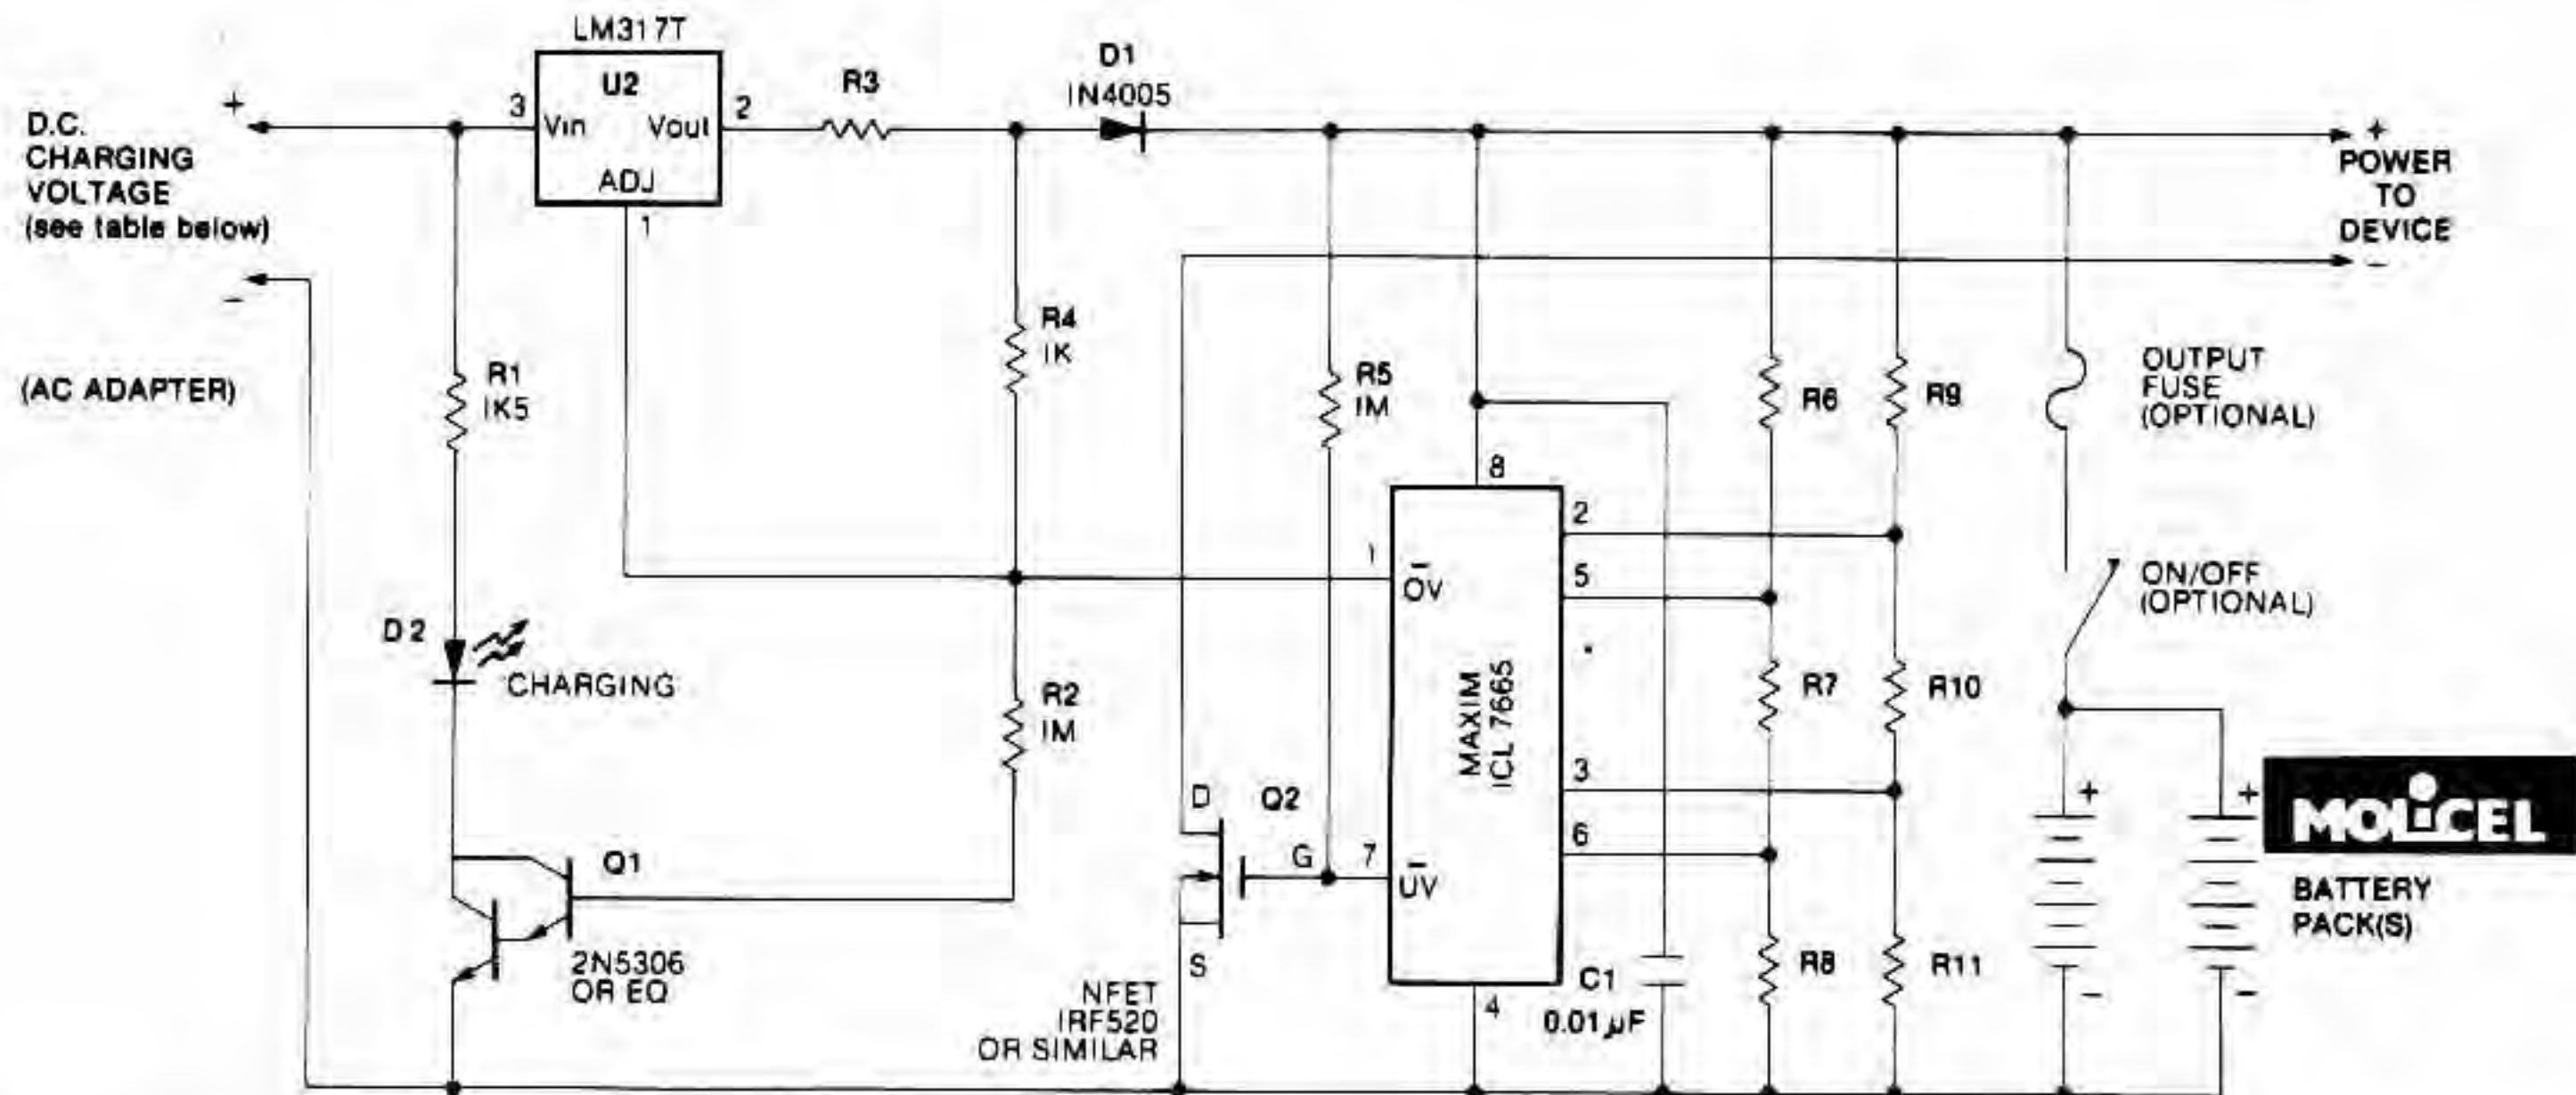 LM317T
U2
3
Vin
Vout
2
ADJ
1
R3
D1
IN4005
+
D.C.
CHARGING
VOLTAGE
(see table below)
−
(AC ADAPTER)
+
POWER
TO
DEVICE
−
R1
IK5
R4
IK
R5
IM
R6
R9
OUTPUT
FUSE
(OPTIONAL)
8
2
1
OV
5
ON/OFF
(OPTIONAL)
D2
CHARGING
R2
IM
MAXIM
ICL 7665
R7
R10
3
D
Q2
G
7
UV
6
+
+
MOLiCEL
BATTERY
PACK(S)
Q1
2N5306
OR EQ
S
NFET
IRF520
OR SIMILAR
4
C1
0.01µF
R8
R11
−
−